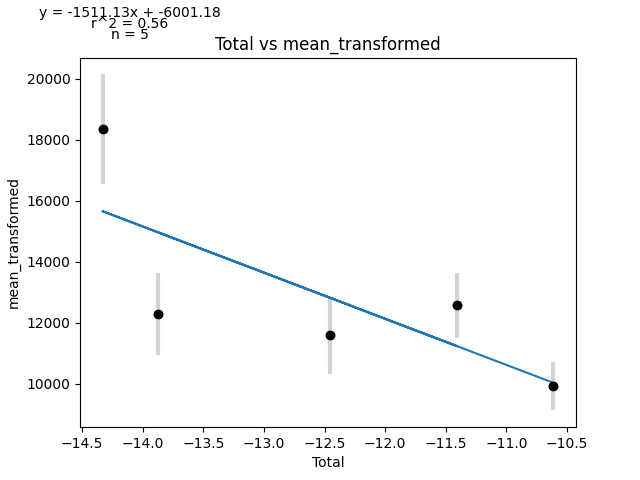 y = -1511.13x + -6001.18
r^2 = 0.56
n = 5
Total vs mean_transformed
20000
18000
16000
14000
12000
10000
mean_transformed
−14.5 −14.0 −13.5 −13.0 −12.5 −12.0 −11.5 −11.0 −10.5
Total